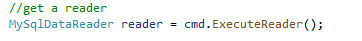 //get a reader
MySqlDataReader reader = cmd.ExecuteReader();